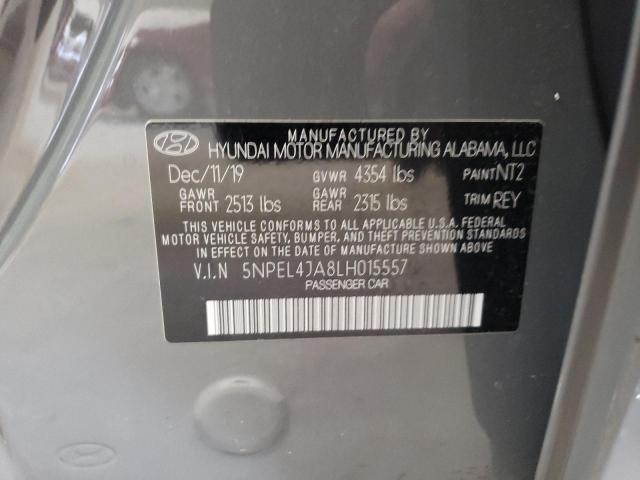 MANUFACTURED BY
HYUNDAI MOTOR MANUFACTURING ALABAMA, LLC
Dec/11/19 GVWR 4354 lbs PAINT NT2
GAWR FRONT 2513 lbs GAWR REAR 2315 lbs TRIM REY
THIS VEHICLE CONFORMS TO ALL APPLICABLE U.S.A. FEDERAL
MOTOR VEHICLE SAFETY, BUMPER, AND THEFT PREVENTION STANDARDS
IN EFFECT ON THE DATE OF MANUFACTURE SHOWN ABOVE.
V.I.N 5NPEL4JA8LH015557
PASSENGER CAR